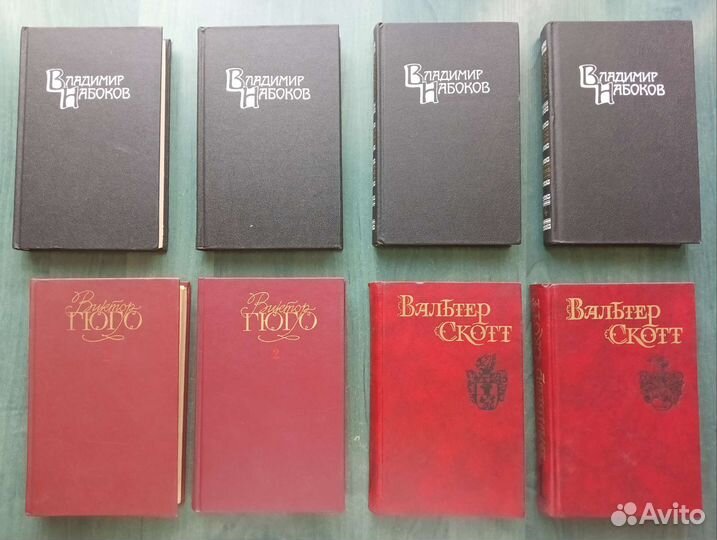 Владимир
Набоков
Владимир
Набоков
Владимир
Набоков
Владимир
Набоков
Виктор
Гюго
Виктор
Гюго
2
Вальтер
Скотт
Вальтер
Скотт
Avito